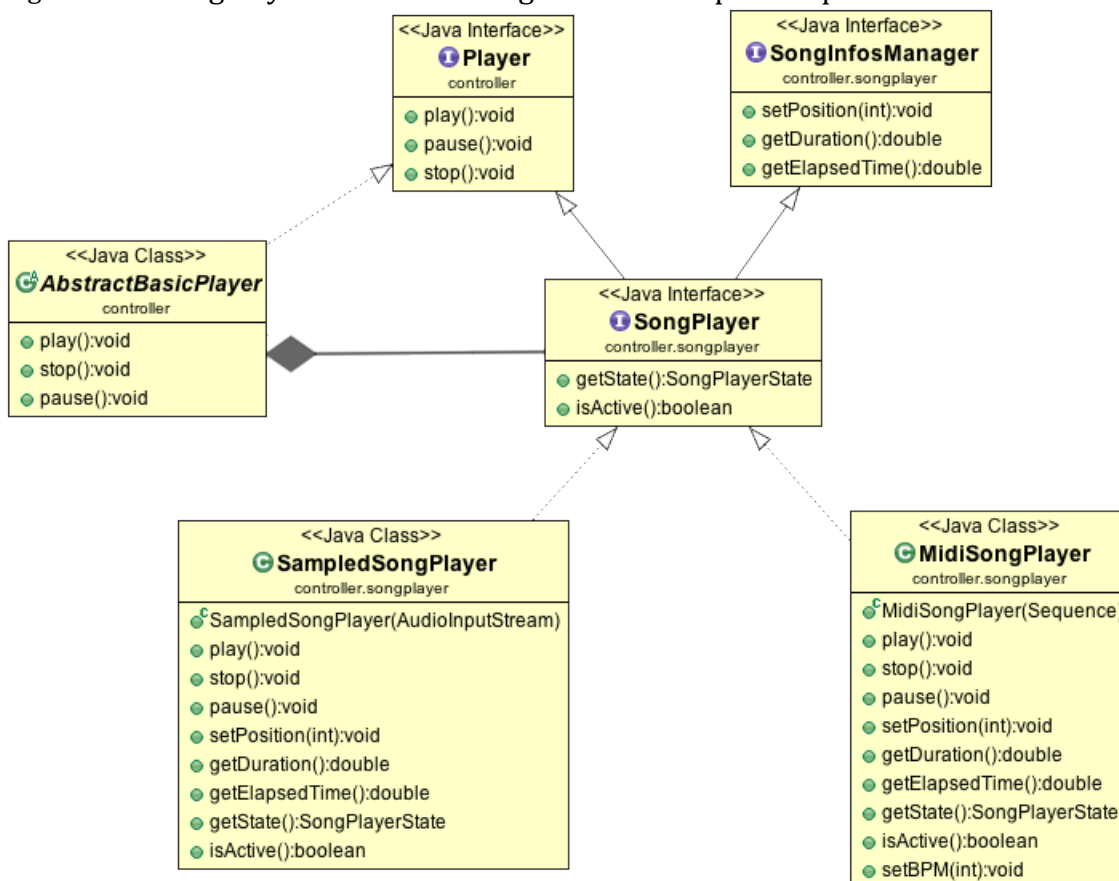 <<Java Interface>>
Player
controller
play():void
pause():void
stop():void
<<Java Interface>>
SongInfosManager
controller.songplayer
setPosition(int):void
getDuration():double
getElapsedTime():double
<<Java Class>>
AbstractBasicPlayer
controller
play():void
stop():void
pause():void
<<Java Interface>>
SongPlayer
controller.songplayer
getState():SongPlayerState
isActive():boolean
<<Java Class>>
SampledSongPlayer
controller.songplayer
SampledSongPlayer(AudioInputStream)
play():void
stop():void
pause():void
setPosition(int):void
getDuration():double
getElapsedTime():double
getState():SongPlayerState
isActive():boolean
<<Java Class>>
MidiSongPlayer
controller.songplayer
MidiSongPlayer(Sequence)
play():void
stop():void
pause():void
setPosition(int):void
getDuration():double
getElapsedTime():double
getState():SongPlayerState
isActive():boolean
setBPM(int):void